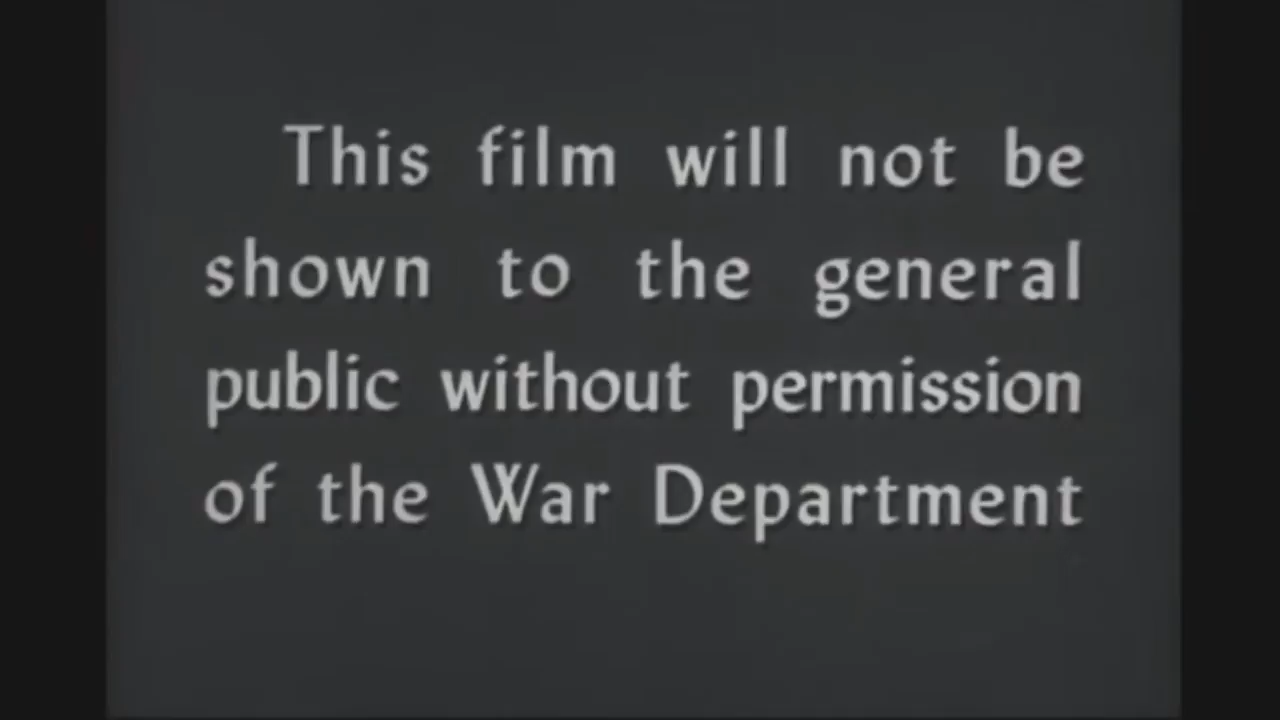 This film will not be
shown to the general
public without permission
of the War Department